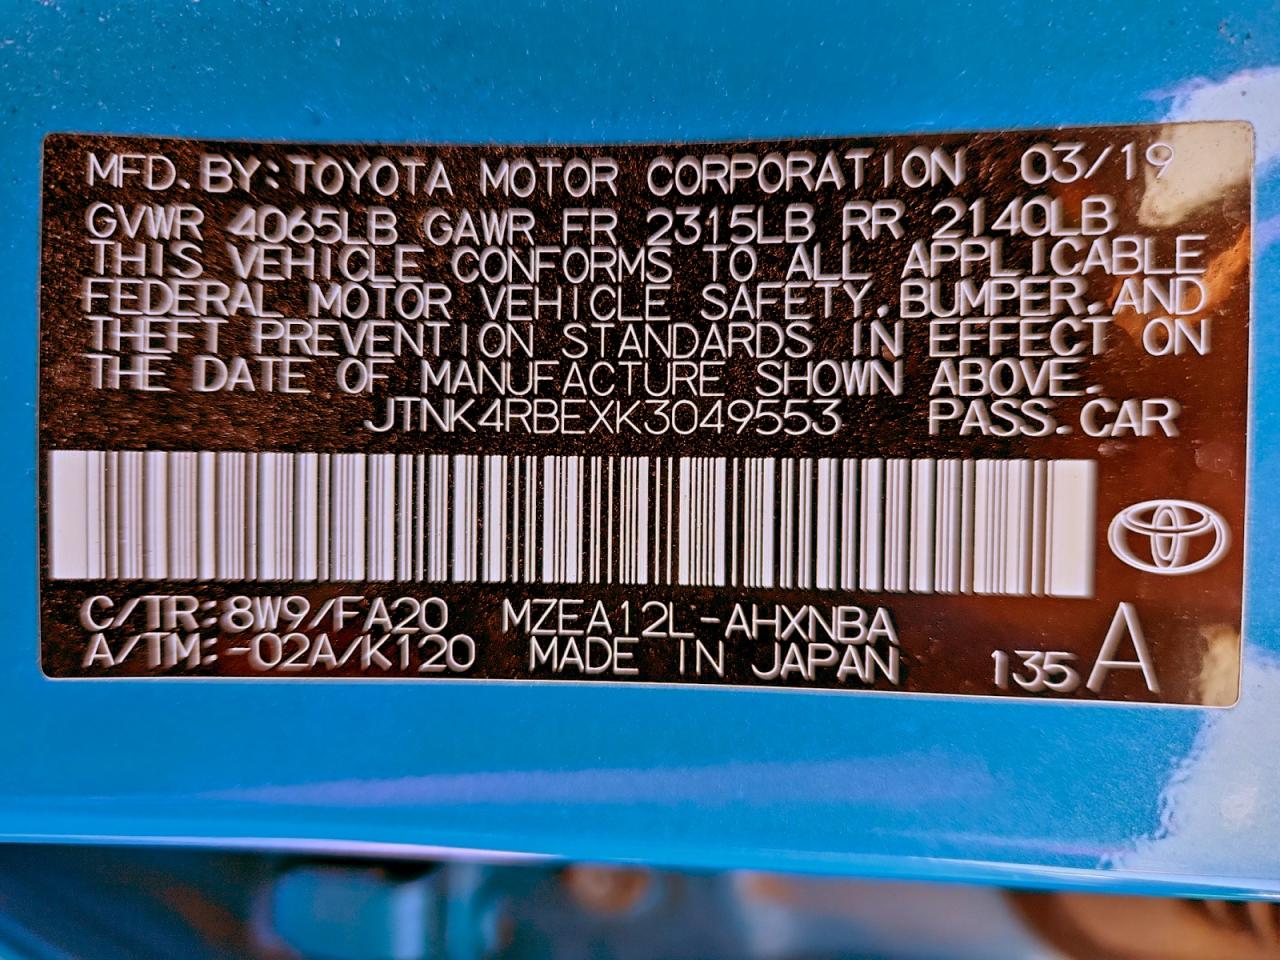 MFD. BY: TOYOTA MOTOR CORPORATION 03/19
GVWR 4065LB GAWR FR 2315LB RR 2140LB
THIS VEHICLE CONFORMS TO ALL APPLICABLE
FEDERAL MOTOR VEHICLE SAFETY, BUMPER, AND
THEFT PREVENTION STANDARDS IN EFFECT ON
THE DATE OF MANUFACTURE SHOWN ABOVE.
JTNK4RBEXK3049553 PASS. CAR
C/TR: 8W9/FA20 MZEA12L-AHXNBA
A/TM: -02A/K120 MADE IN JAPAN 135 A